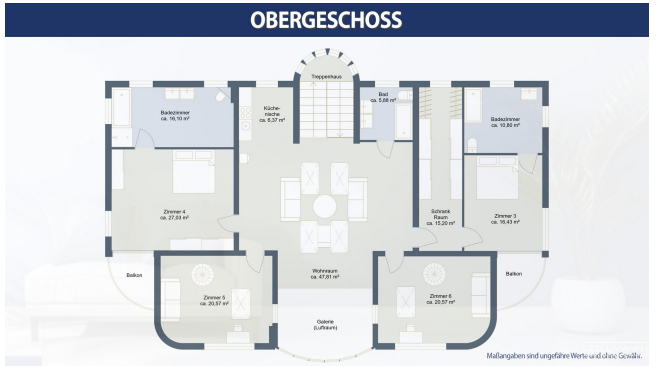 OBERGESCHOSS
Treppenhaus
Badezimmer
ca. 16,10 m²
Küche-
nische
ca. 6,37 m²
Bad
ca. 5,88 m²
Badezimmer
ca. 10,80 m²
Zimmer 4
ca. 27,03 m²
Schrank
Raum
ca. 15,20 m²
Zimmer 3
ca. 16,43 m²
Balkon
Wohnraum
ca. 47,81 m²
Balkon
Zimmer 5
ca. 20,57 m²
Zimmer 6
ca. 20,57 m²
Galerie
(Luftraum)
Maßangaben sind ungefähre Werte und ohne Gewähr.